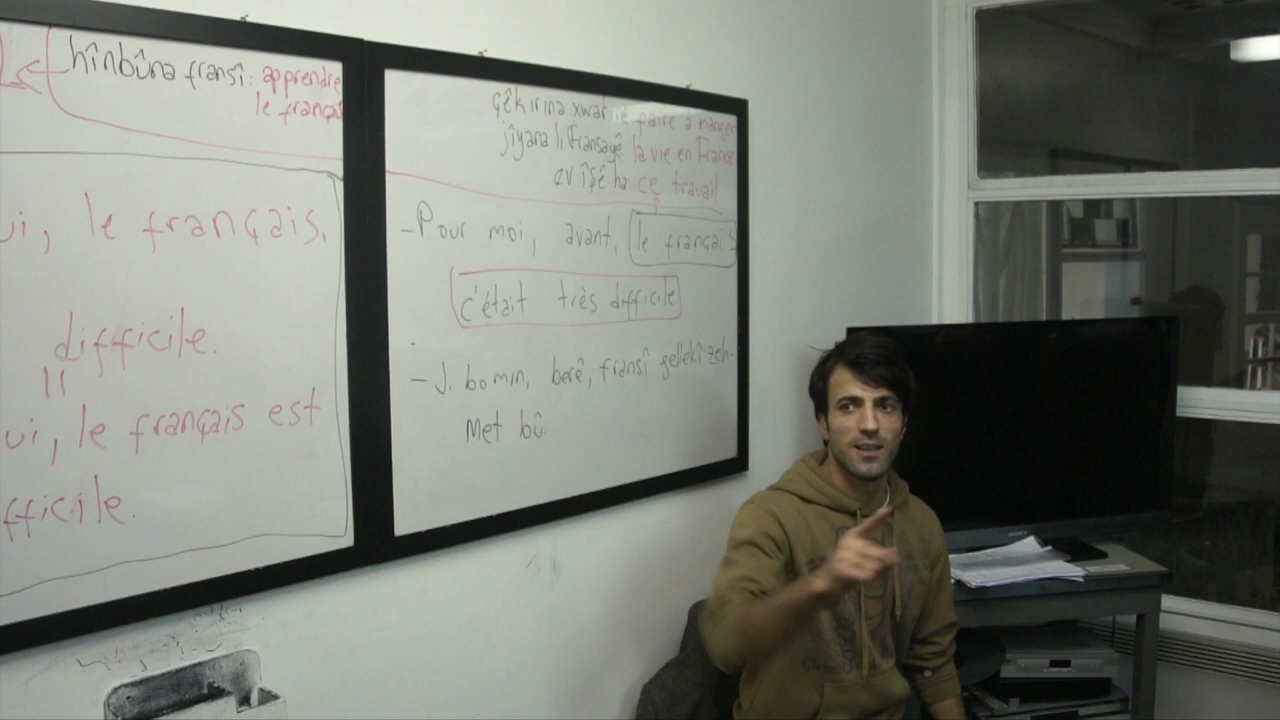 hînbûna fransî: apprendre
le français
ui, le français.
difficile.
ui, le français est
fficile.
çêkirina xwarinê faire à manger
jîyana li Fransayê la vie en France
ev îşê ha: ce travail
- Pour moi, avant, le français
c'était très difficile
- J. bo min, berê, fransî gellekî zeh-
met bû.
SONY